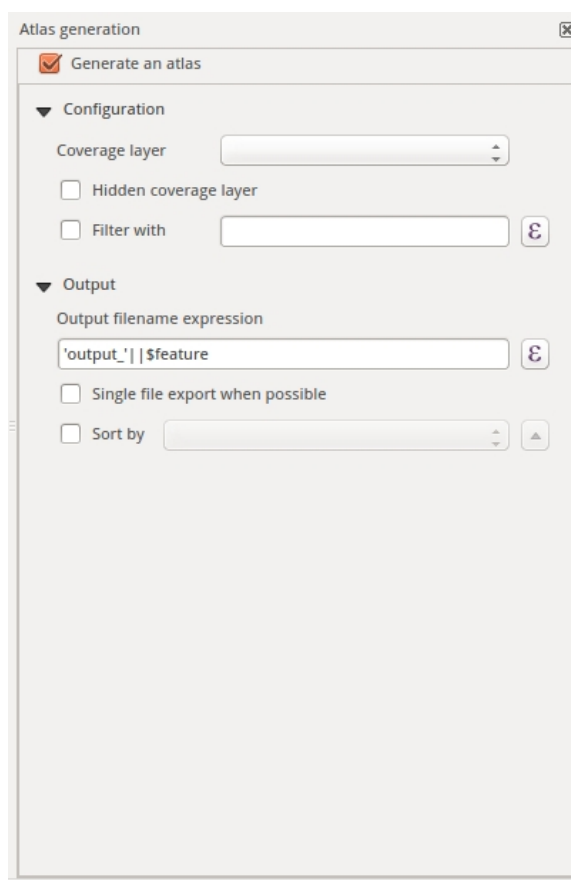 Atlas generation
Generate an atlas
Configuration
Coverage layer
Hidden coverage layer
Filter with
ε
Output
Output filename expression
'output_'||$feature
ε
Single file export when possible
Sort by